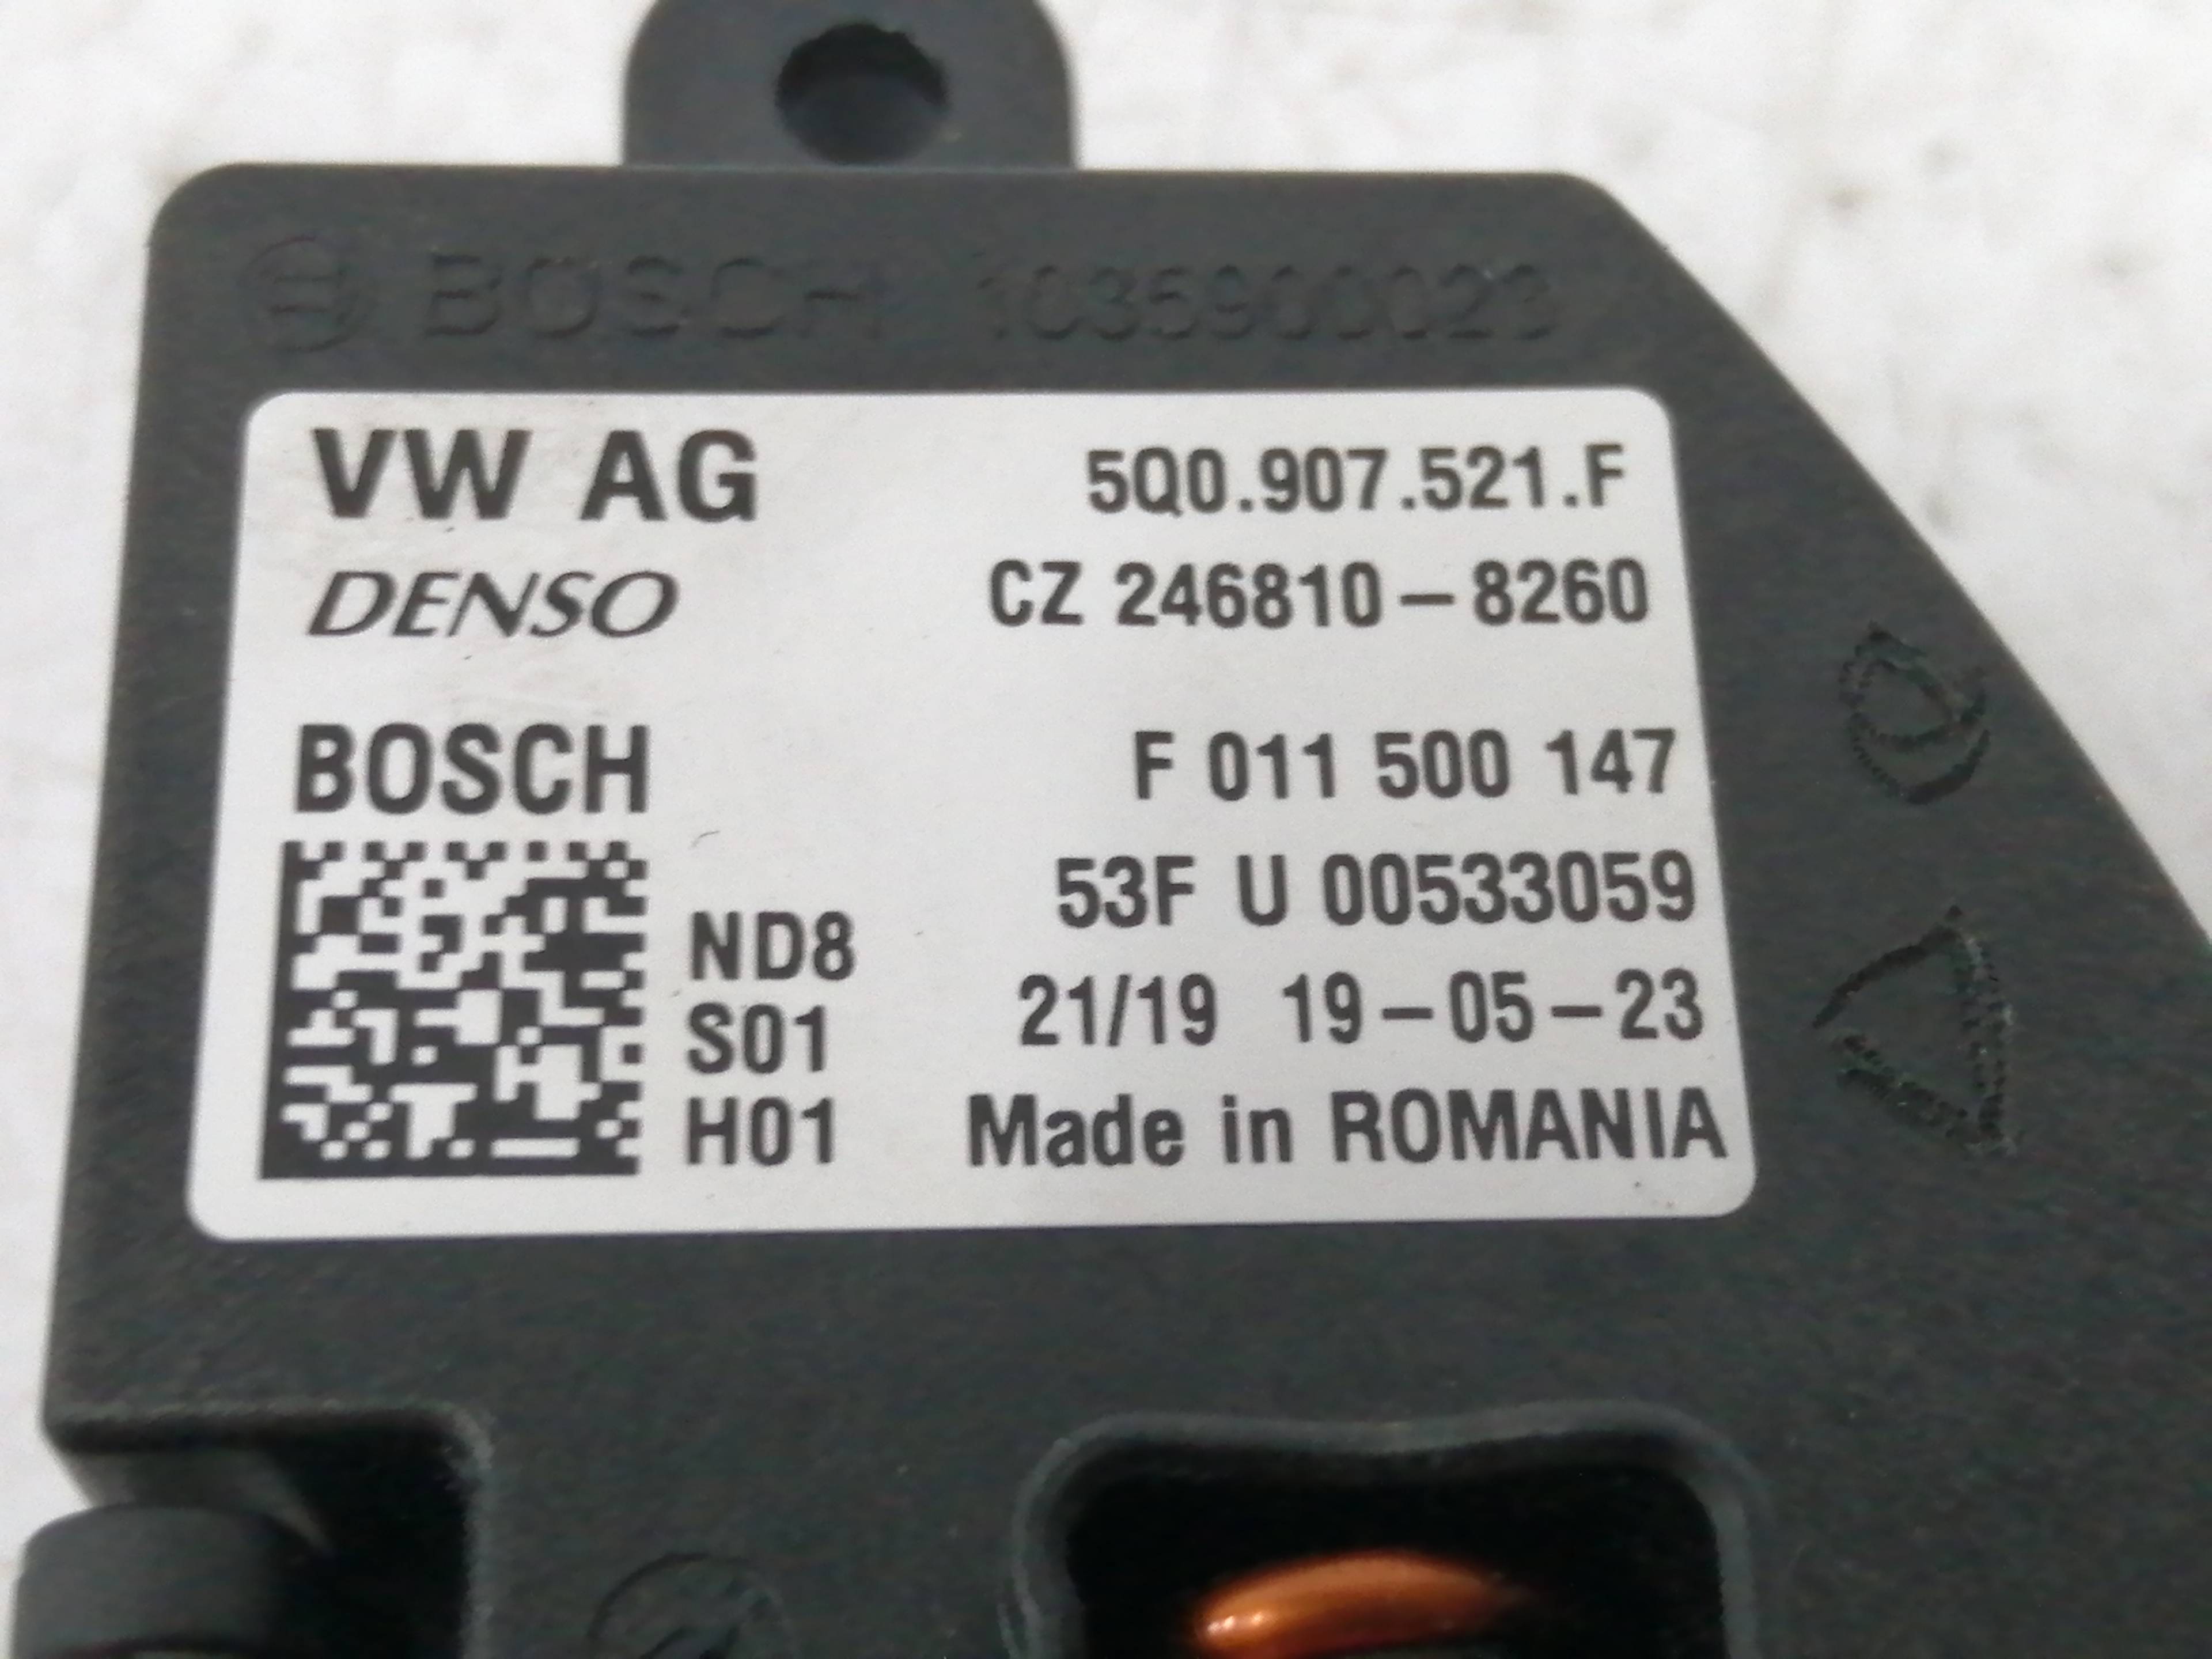 BOSCH 1035900023
VW AG 5Q0.907.521.F
DENSO CZ 246810-8260
BOSCH F 011 500 147
53F U 00533059
ND8
S01 21/19 19-05-23
H01 Made in ROMANIA